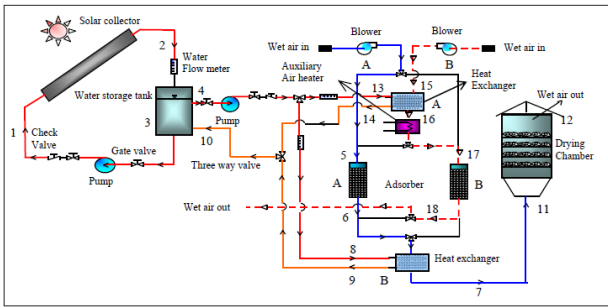 Solar collector
2
Water
Flow meter
Water storage tank
4
3
10
1
Check
Valve
Gate valve
Pump
Pump
Three way valve
Blower
Blower
Wet air in
A
B
Wet air in
Auxiliary
Air heater
Heat
Exchanger
13
15
A
14
16
5
17
A
Adsorber
B
6
18
Wet air out
8
9
B
Heat exchanger
7
Wet air out
12
Drying
Chamber
11